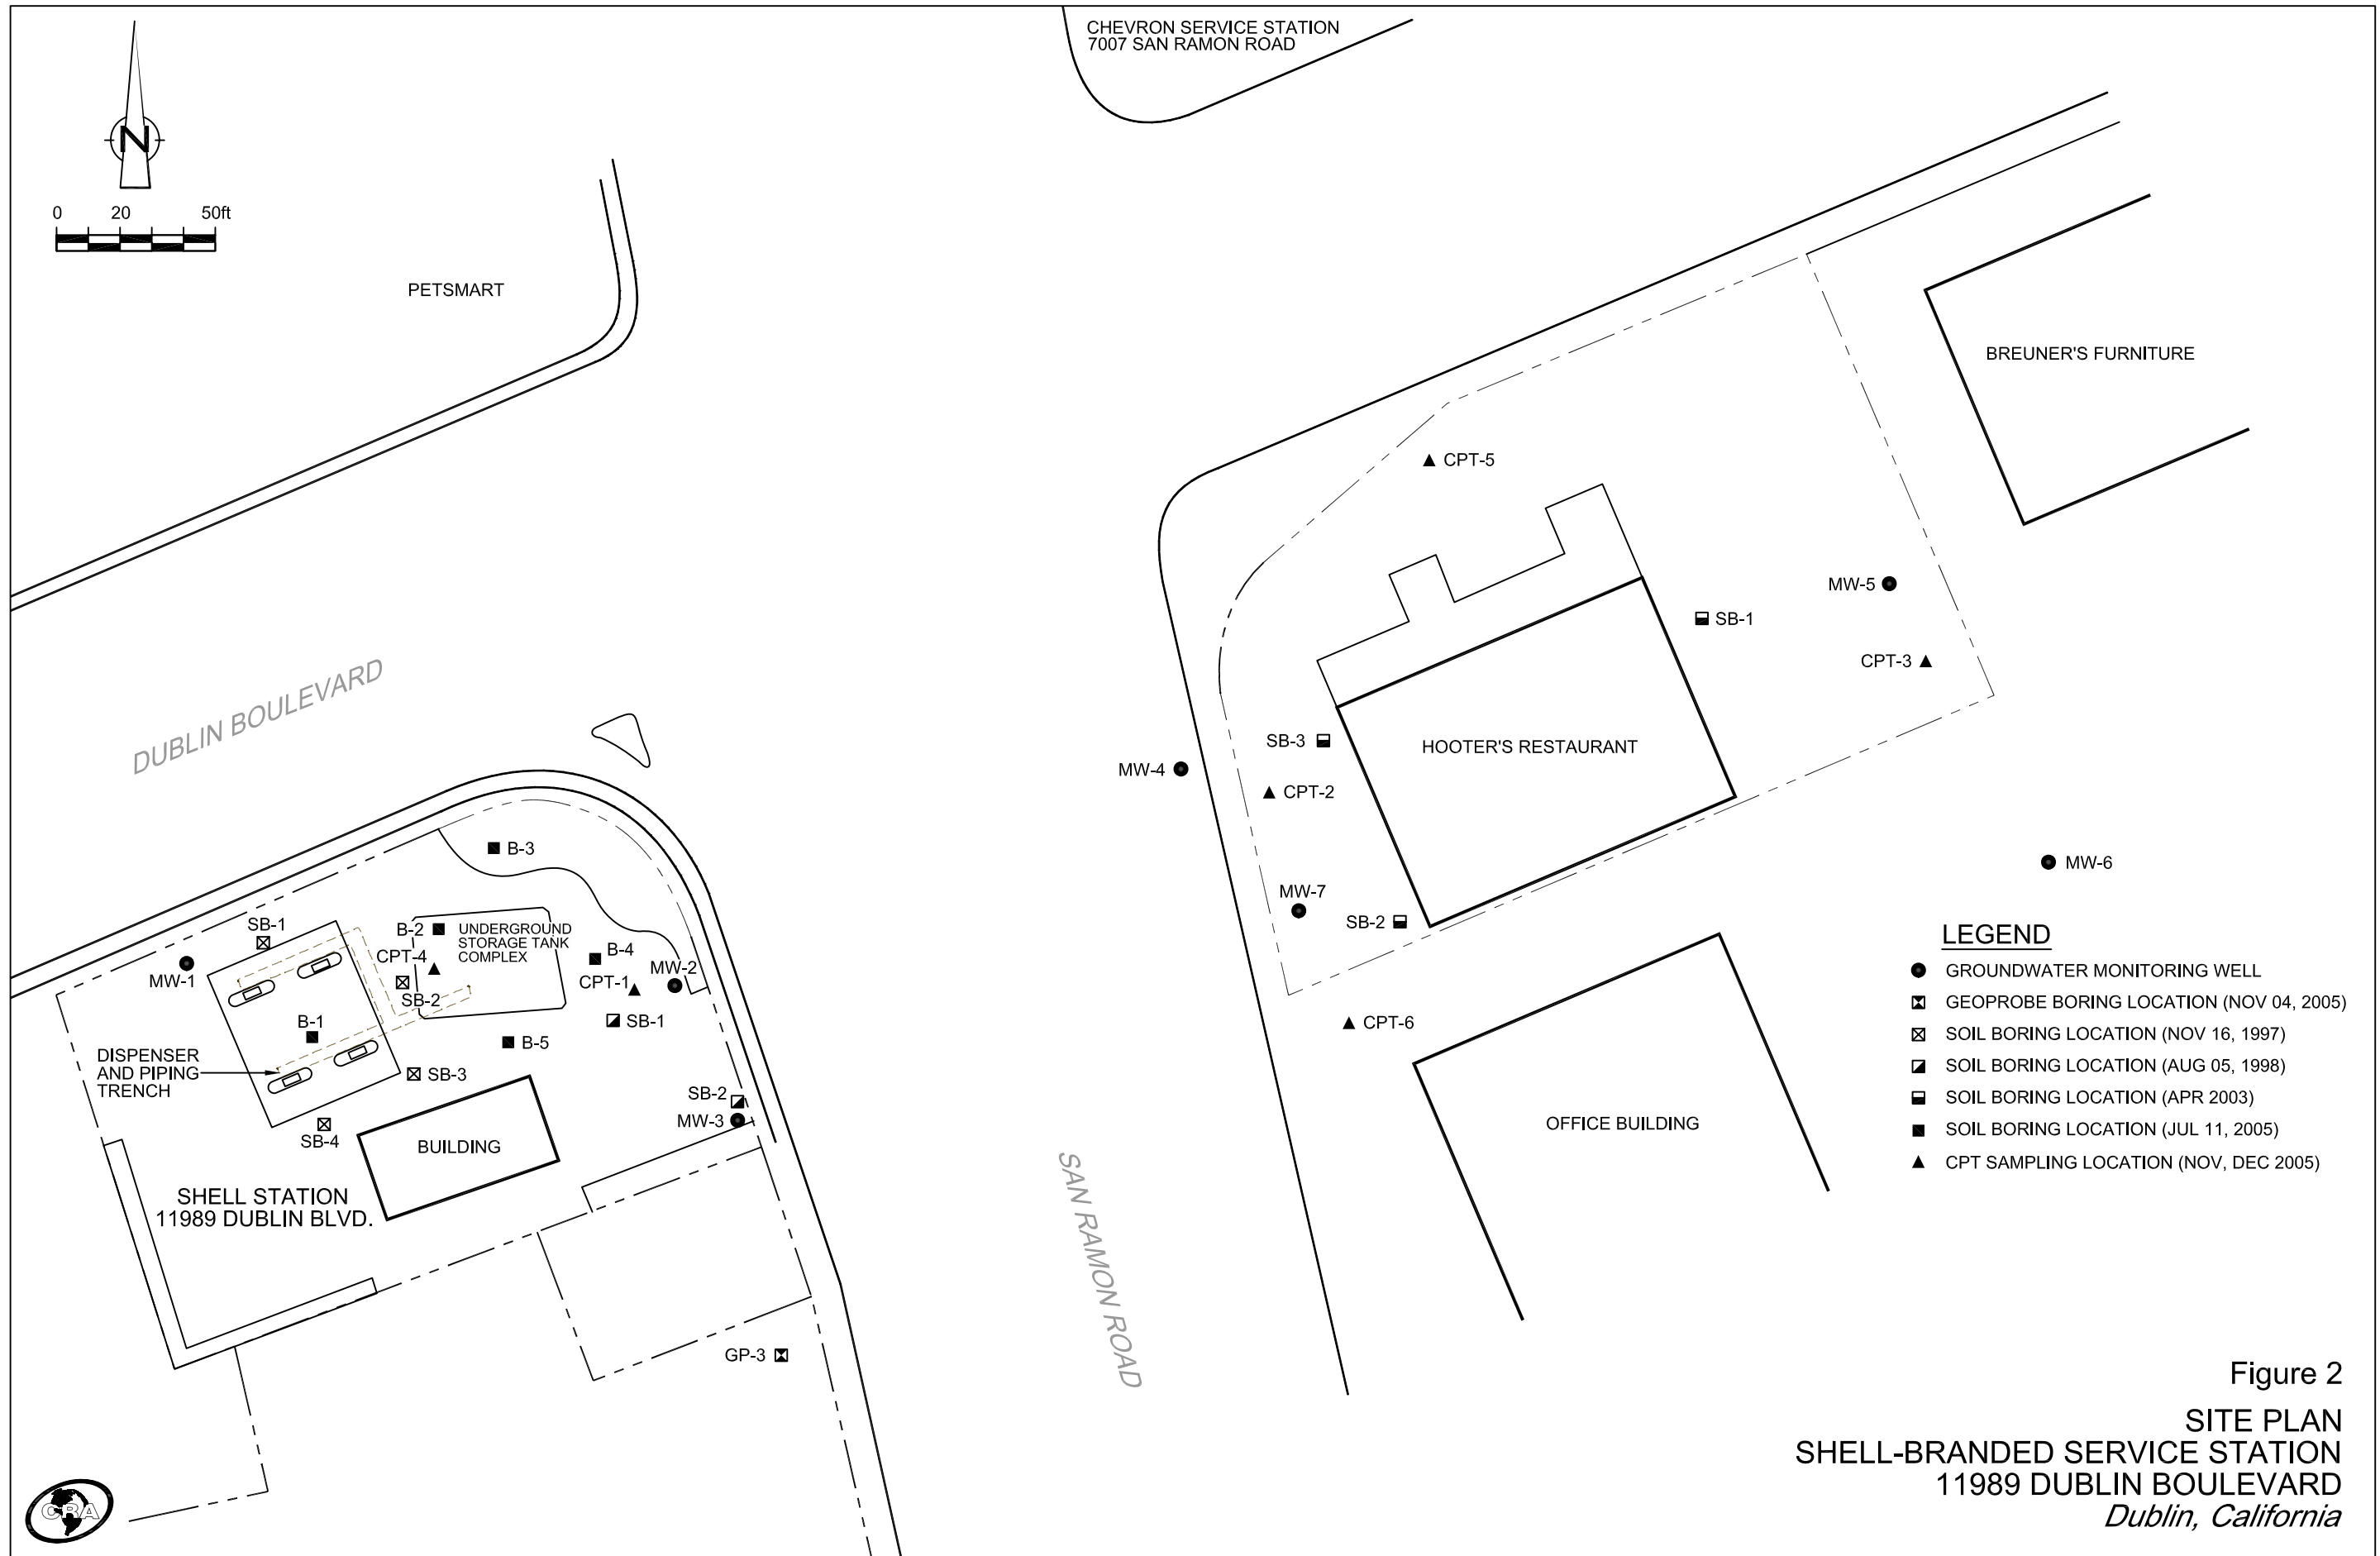 CHEVRON SERVICE STATION
7007 SAN RAMON ROAD
N
0 20 50ft
PETSMART
BREUNER'S FURNITURE
CPT-5
MW-5
SB-1
CPT-3
DUBLIN BOULEVARD
SB-3
HOOTER'S RESTAURANT
MW-4
CPT-2
B-3
MW-6
MW-7
SB-2
SB-1
B-2
UNDERGROUND
STORAGE TANK
COMPLEX
CPT-4
B-4
MW-2
MW-1
CPT-1
SB-2
B-1
SB-1
CPT-6
B-5
DISPENSER
AND PIPING
TRENCH
SB-3
SB-2
MW-3
SB-4
BUILDING
OFFICE BUILDING
SHELL STATION
11989 DUBLIN BLVD.
SAN RAMON ROAD
GP-3
LEGEND
GROUNDWATER MONITORING WELL
GEOPROBE BORING LOCATION (NOV 04, 2005)
SOIL BORING LOCATION (NOV 16, 1997)
SOIL BORING LOCATION (AUG 05, 1998)
SOIL BORING LOCATION (APR 2003)
SOIL BORING LOCATION (JUL 11, 2005)
CPT SAMPLING LOCATION (NOV, DEC 2005)
Figure 2
SITE PLAN
SHELL-BRANDED SERVICE STATION
11989 DUBLIN BOULEVARD
Dublin, California
CRA